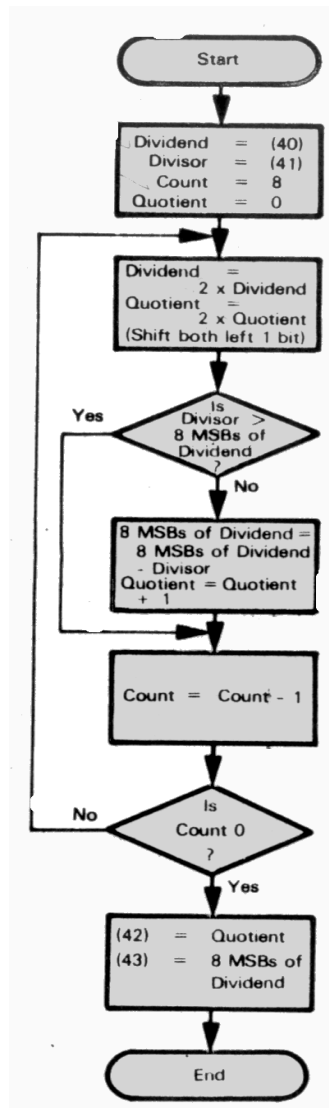 Start
Dividend = (40)
Divisor = (41)
Count = 8
Quotient = 0
Dividend =
2 x Dividend
Quotient =
2 x Quotient
(Shift both left 1 bit)
Is
Divisor >
8 MSBs of
Dividend
?
Yes
No
8 MSBs of Dividend =
8 MSBs of Dividend
- Divisor
Quotient = Quotient
+ 1
Count = Count - 1
Is
Count 0
?
No
Yes
(42) = Quotient
(43) = 8 MSBs of
Dividend
End